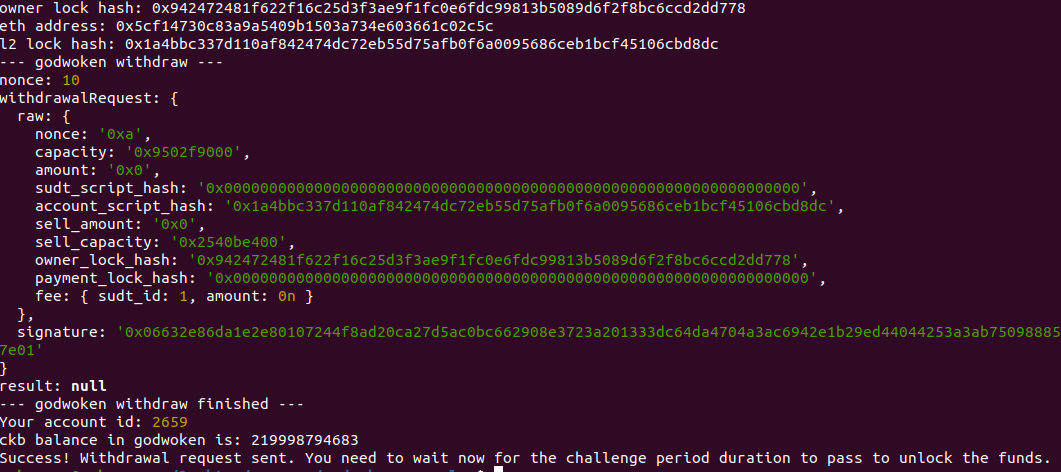 owner lock hash: 0x942472481f622f16c25d3f3ae9f1fc0e6fdc99813b5089d6f2f8bc6ccd2dd778
eth address: 0x5cf14730c83a9a5409b1503a734e603661c02c5c
l2 lock hash: 0x1a4bbc337d110af842474dc72eb55d75afb0f6a0095686ceb1bcf45106cbd8dc
--- godwoken withdraw ---
nonce: 10
withdrawalRequest: {
  raw: {
    nonce: '0xa',
    capacity: '0x9502f9000',
    amount: '0x0',
    sudt_script_hash: '0x0000000000000000000000000000000000000000000000000000000000000000',
    account_script_hash: '0x1a4bbc337d110af842474dc72eb55d75afb0f6a0095686ceb1bcf45106cbd8dc',
    sell_amount: '0x0',
    sell_capacity: '0x2540be400',
    owner_lock_hash: '0x942472481f622f16c25d3f3ae9f1fc0e6fdc99813b5089d6f2f8bc6ccd2dd778',
    payment_lock_hash: '0x0000000000000000000000000000000000000000000000000000000000000000',
    fee: { sudt_id: 1, amount: 0n }
  },
  signature: '0x06632e86da1e2e80107244f8ad20ca27d5ac0bc662908e3723a201333dc64da4704a3ac6942e1b29ed44044253a3ab75098885
7e01'
}
result: null
--- godwoken withdraw finished ---
Your account id: 2659
ckb balance in godwoken is: 219998794683
Success! Withdrawal request sent. You need to wait now for the challenge period duration to pass to unlock the funds.